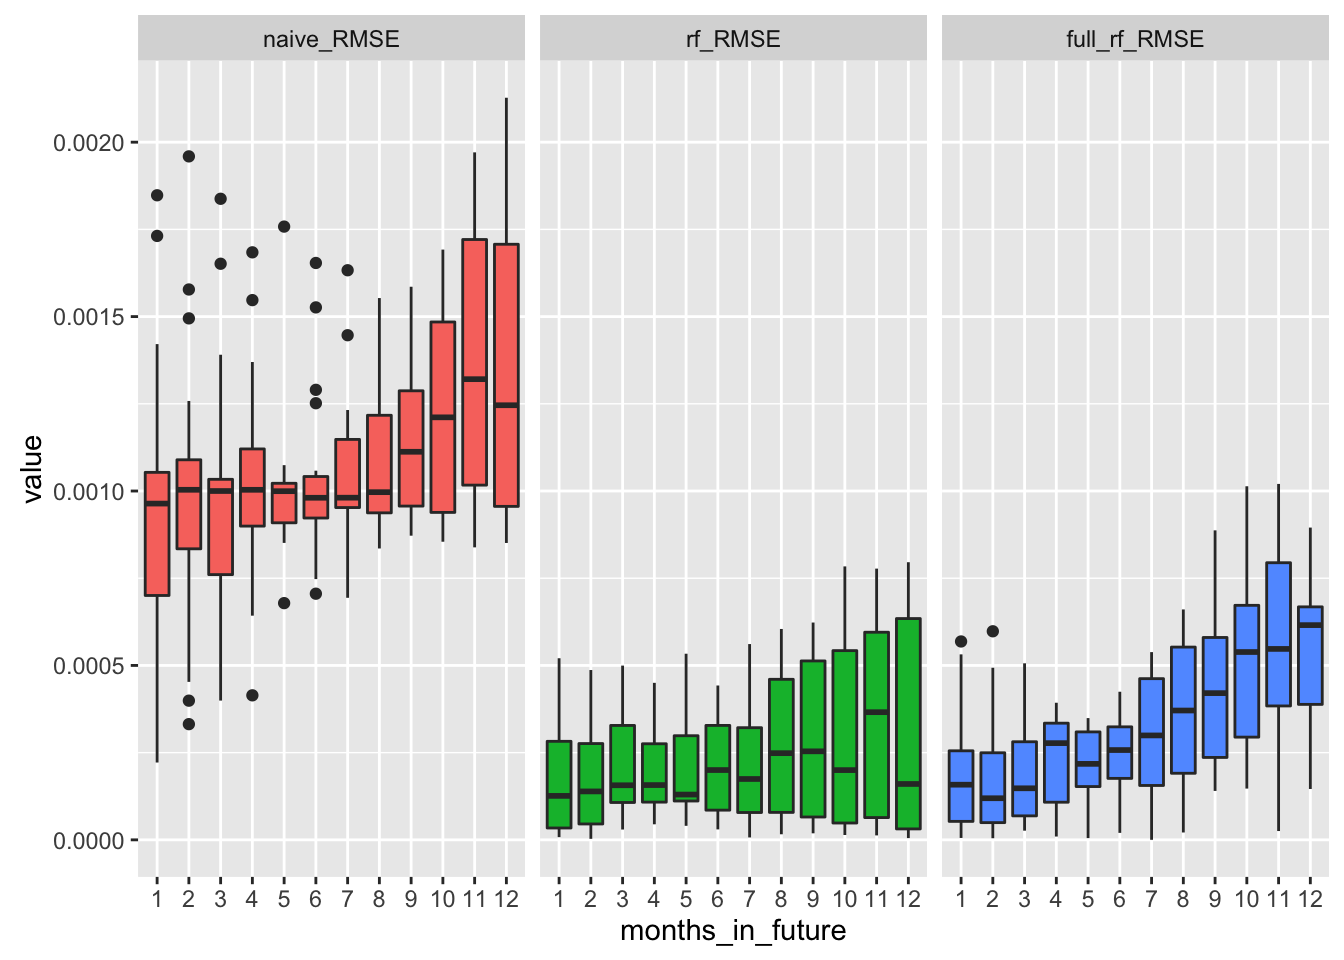 naive_RMSE rf_RMSE full_rf_RMSE
0.0020
0.0015
0.0010
0.0005
0.0000
value
1 2 3 4 5 6 7 8 9 10 11 12 1 2 3 4 5 6 7 8 9 10 11 12 1 2 3 4 5 6 7 8 9 10 11 12
months_in_future